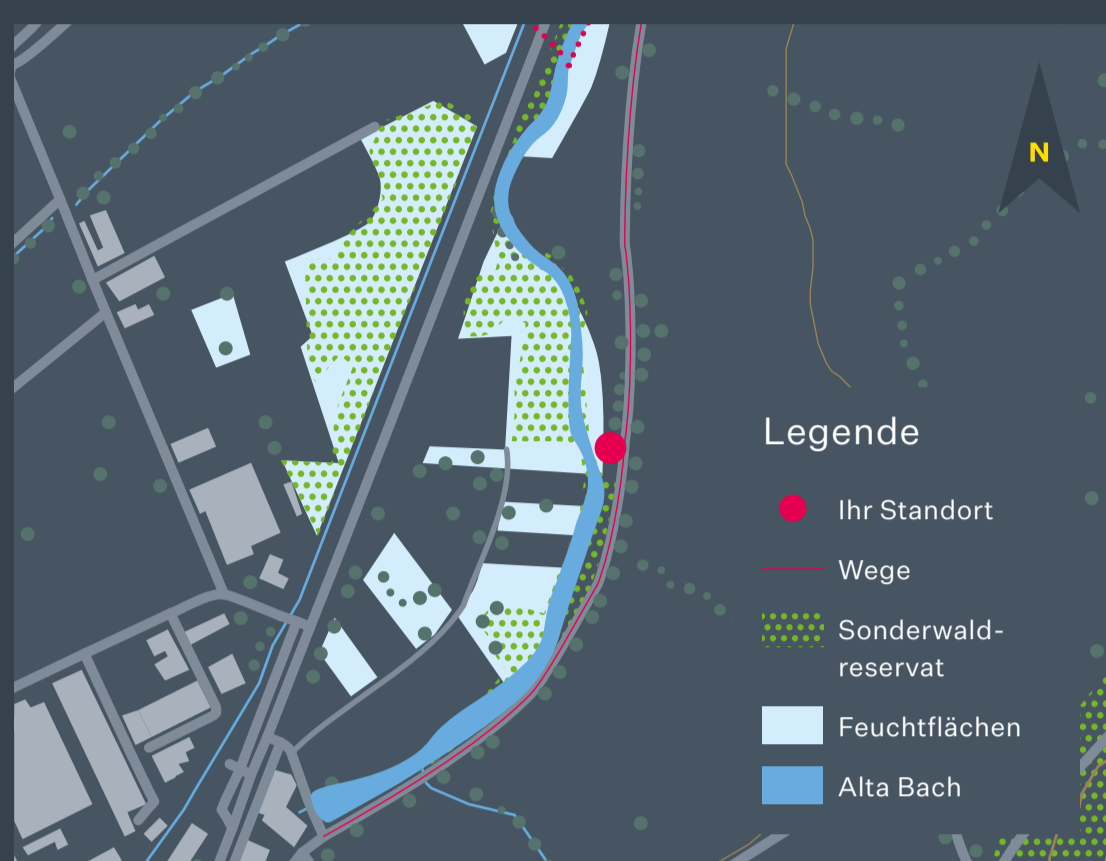 N
Legende
Ihr Standort
Wege
Sonderwald-
reservat
Feuchtflächen
Alta Bach